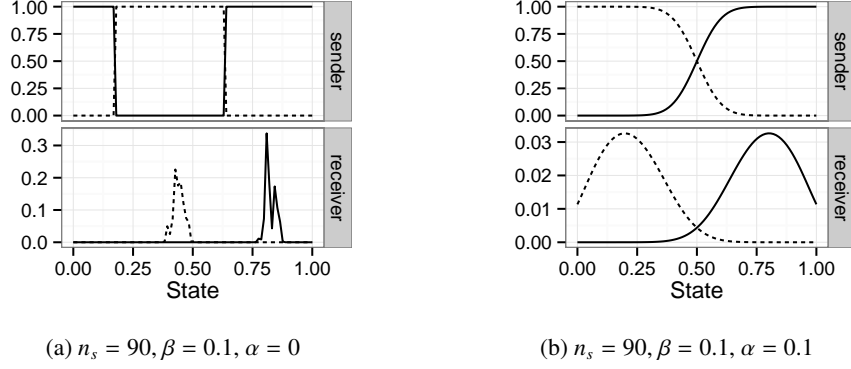 1.00
0.75
0.50
0.25
0.00
sender
0.3
0.2
0.1
0.0
receiver
0.00 0.25 0.50 0.75 1.00
State
(a) nₛ = 90, β = 0.1, α = 0
1.00
0.75
0.50
0.25
0.00
sender
0.03
0.02
0.01
0.00
receiver
0.00 0.25 0.50 0.75 1.00
State
(b) nₛ = 90, β = 0.1, α = 0.1